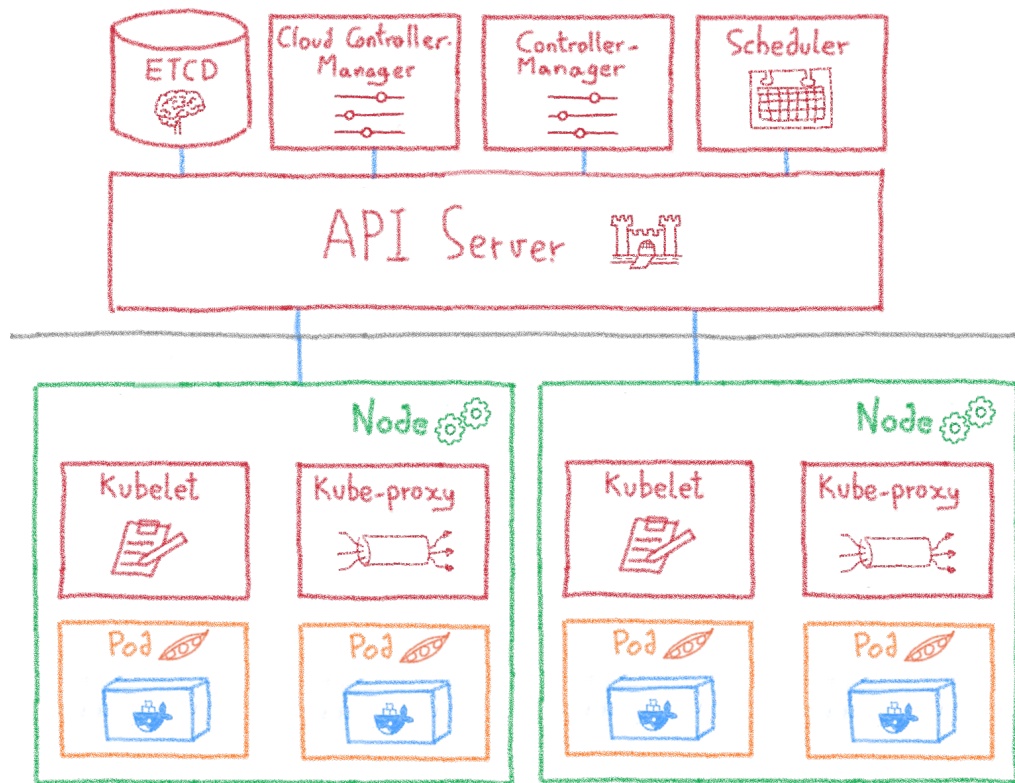 ETCD
Cloud Controller-
Manager
Controller-
Manager
Scheduler
API Server
Node
Kubelet
Kube-proxy
Pod
Pod
Node
Kubelet
Kube-proxy
Pod
Pod